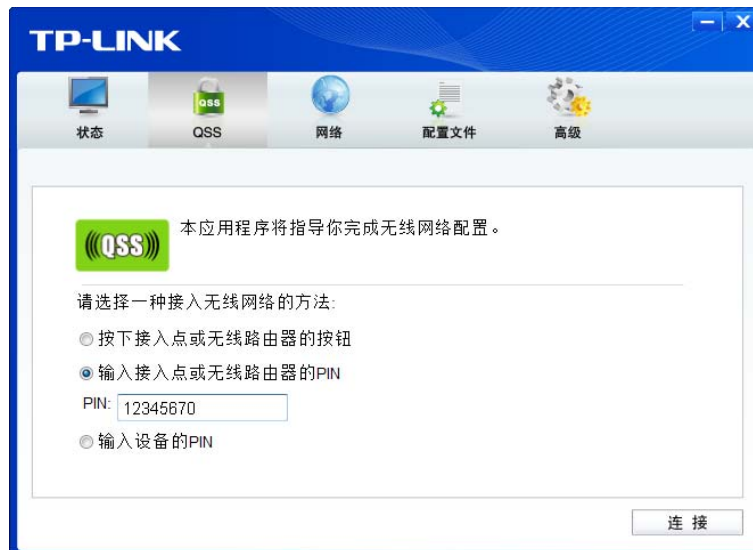 TP-LINK
QSS
状态
QSS
网络
配置文件
高级
QSS
本应用程序将指导你完成无线网络配置。
请选择一种接入无线网络的方法:
按下接入点或无线路由器的按钮
输入接入点或无线路由器的PIN
PIN: 12345670
输入设备的PIN
连接